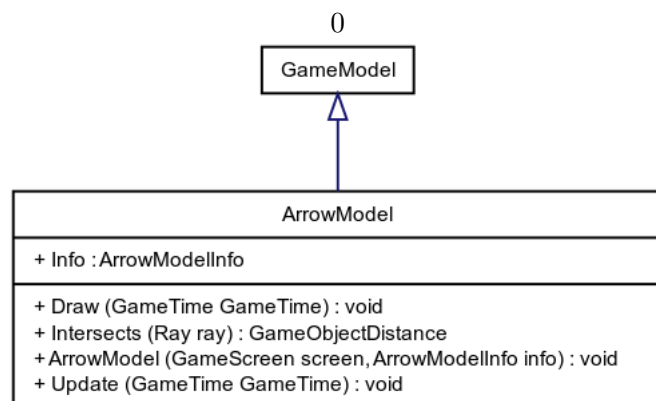 0
GameModel
ArrowModel
+ Info : ArrowModelInfo
+ Draw (GameTime GameTime) : void
+ Intersects (Ray ray) : GameObjectDistance
+ ArrowModel (GameScreen screen, ArrowModelInfo info) : void
+ Update (GameTime GameTime) : void